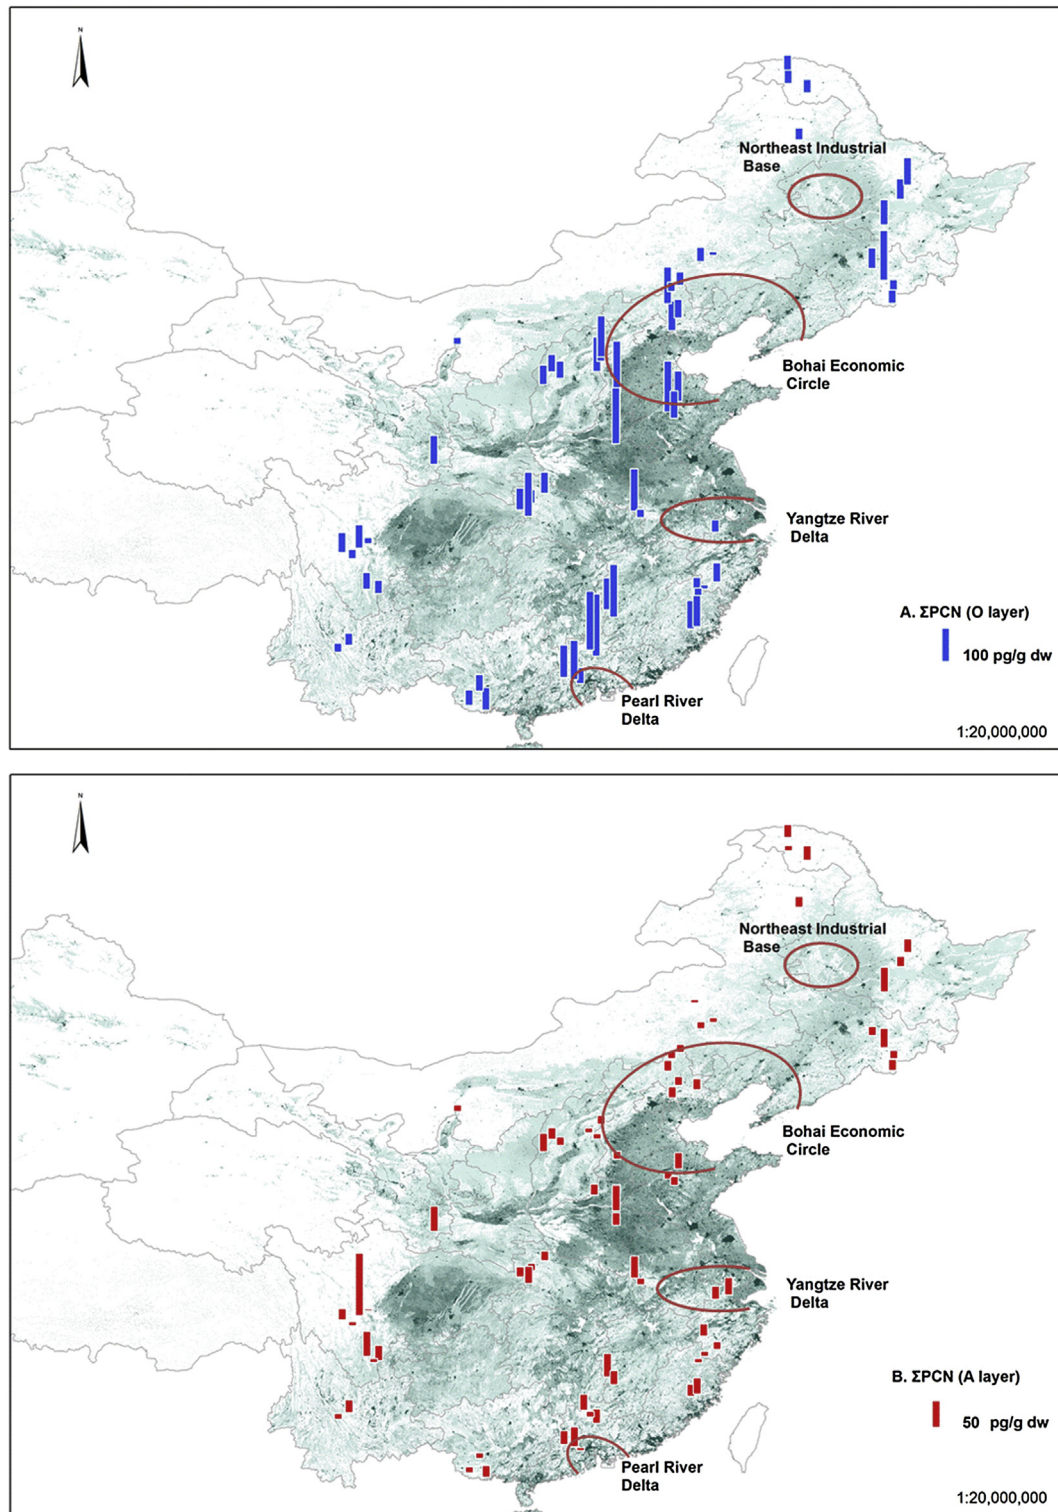 N
Northeast Industrial
Base
Bohai Economic
Circle
Yangtze River
Delta
A. ΣPCN (O layer)
100 pg/g dw
Pearl River
Delta
1:20,000,000
N
Northeast Industrial
Base
Bohai Economic
Circle
Yangtze River
Delta
B. ΣPCN (A layer)
50 pg/g dw
Pearl River
Delta
1:20,000,000